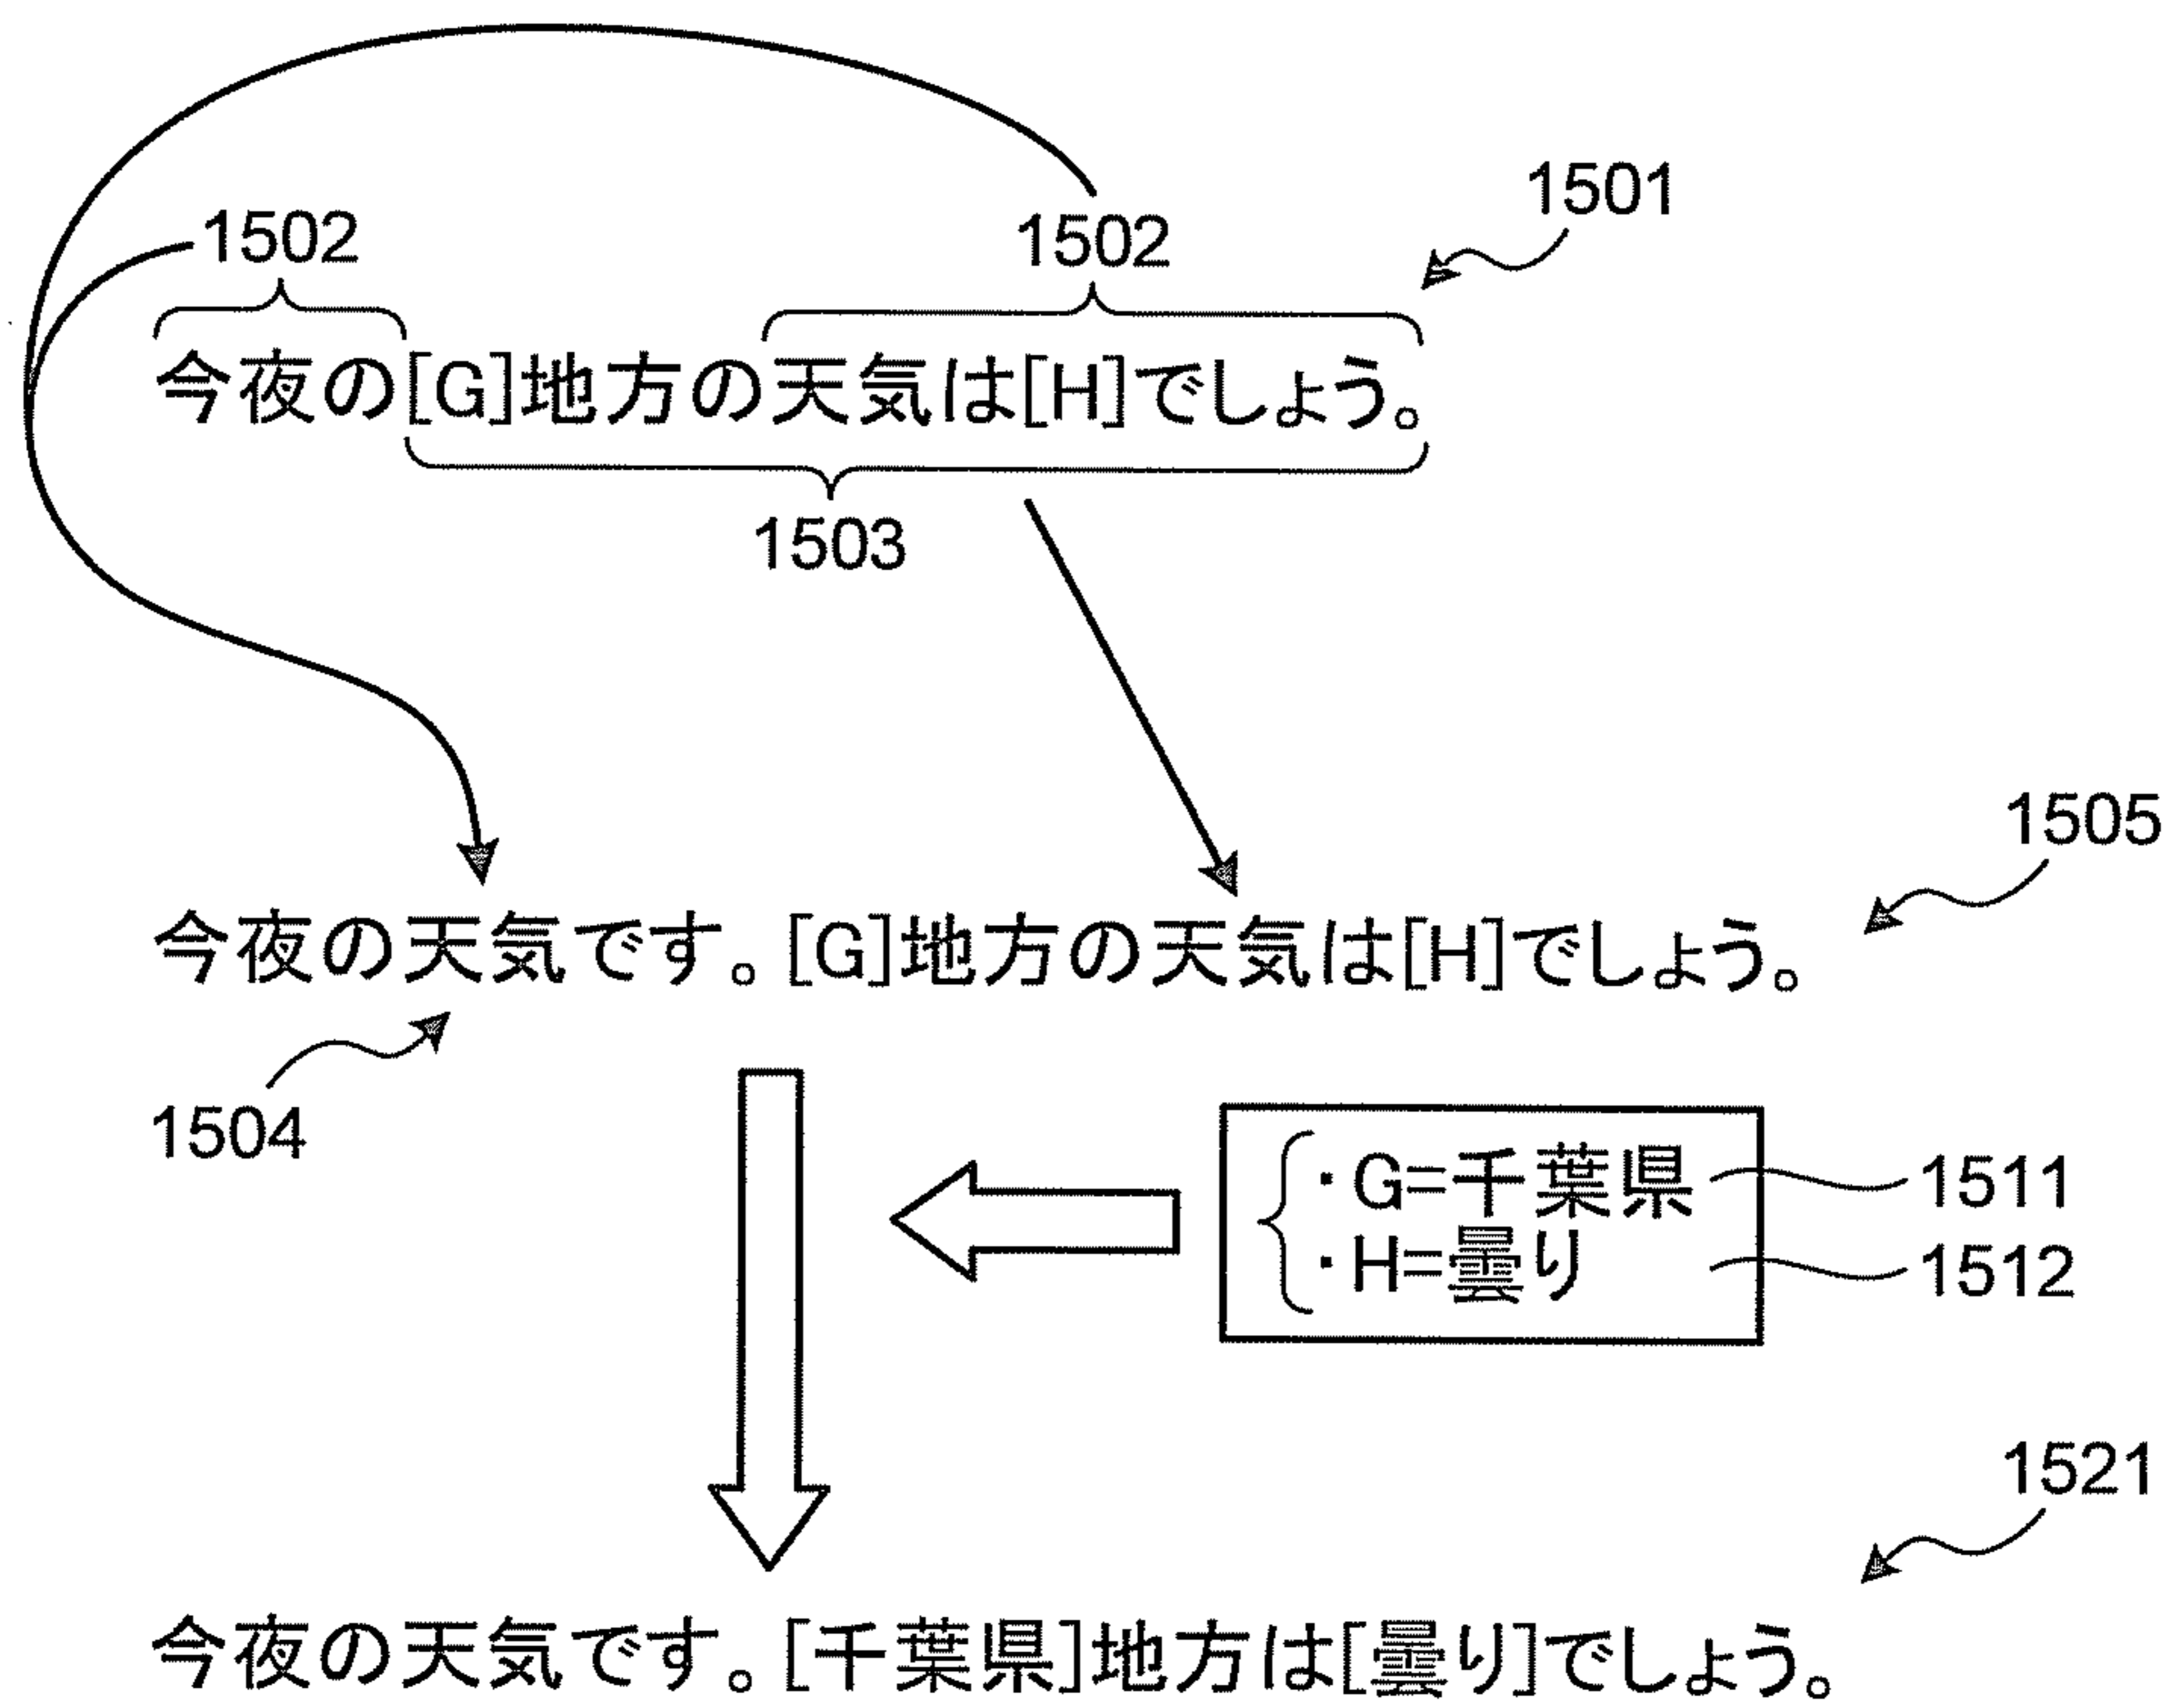 1501
1502 1502
今夜の[G]地方の天気は[H]でしょう。
1503
1505
今夜の天気です。[G]地方の天気は[H]でしょう。
1504
・G=千葉県 1511
・H=曇り 1512
1521
今夜の天気です。[千葉県]地方は[曇り]でしょう。